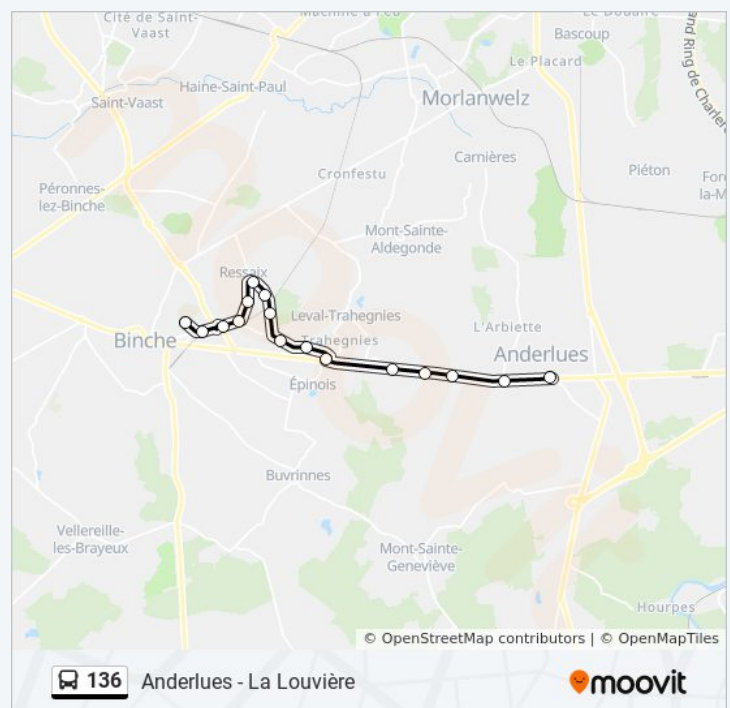 Cité de Saint-
Vaast
Machine à Feu
Le Douaire
Bascoup
Le Placard
Haine-Saint-Paul
Saint-Vaast
Morlanwelz
Carnières
Piéton
Cronfestu
Péronnes-
lez-Binche
Mont-Sainte-
Aldegonde
Ressaix
Leval-Trahegnies
Trahegnies
L'Arbiette
Binche
Anderlues
Épinois
Buvrinnes
Vellereille-
les-Brayeux
Mont-Sainte-
Geneviève
Hourpes
© OpenStreetMap contributors | © OpenMapTiles
136 Anderlues - La Louvière
moovit